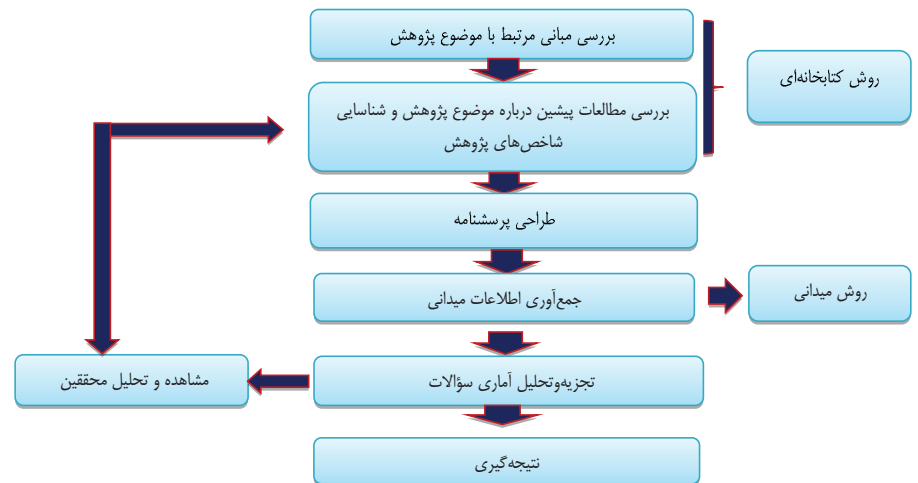 بررسی مبانی مرتبط با موضوع پژوهش
روش کتابخانه‌ای
بررسی مطالعات پیشین درباره موضوع پژوهش و شناسایی
شاخص‌های پژوهش
طراحی پرسشنامه
جمع‌آوری اطلاعات میدانی
روش میدانی
تجزیه‌وتحلیل آماری سؤالات
مشاهده و تحلیل محققین
نتیجه‌گیری